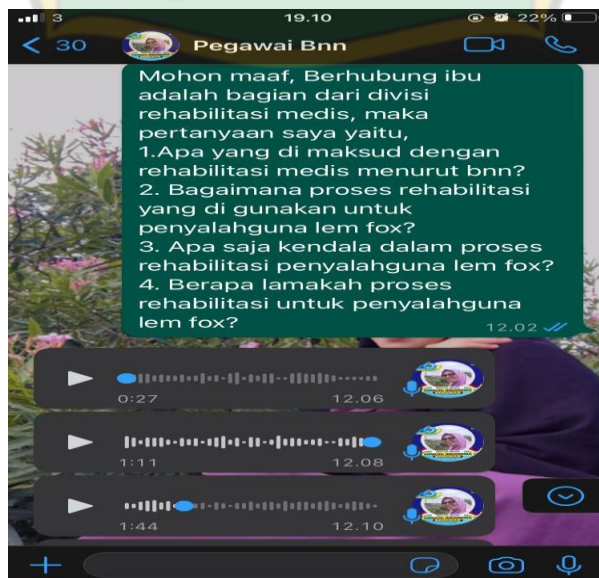 3 19.10 22%
30 Pegawai Bnn
Mohon maaf, Berhubung ibu
adalah bagian dari divisi
rehabilitasi medis, maka
pertanyaan saya yaitu,
1.Apa yang di maksud dengan
rehabilitasi medis menurut bnn?
2. Bagaimana proses rehabilitasi
yang di gunakan untuk
penyalahguna lem fox?
3. Apa saja kendala dalam proses
rehabilitasi penyalahguna lem fox?
4. Berapa lamakah proses
rehabilitasi untuk penyalahguna
lem fox?
12.02
0:27 12.06
1:11 12.08
1:44 12.10